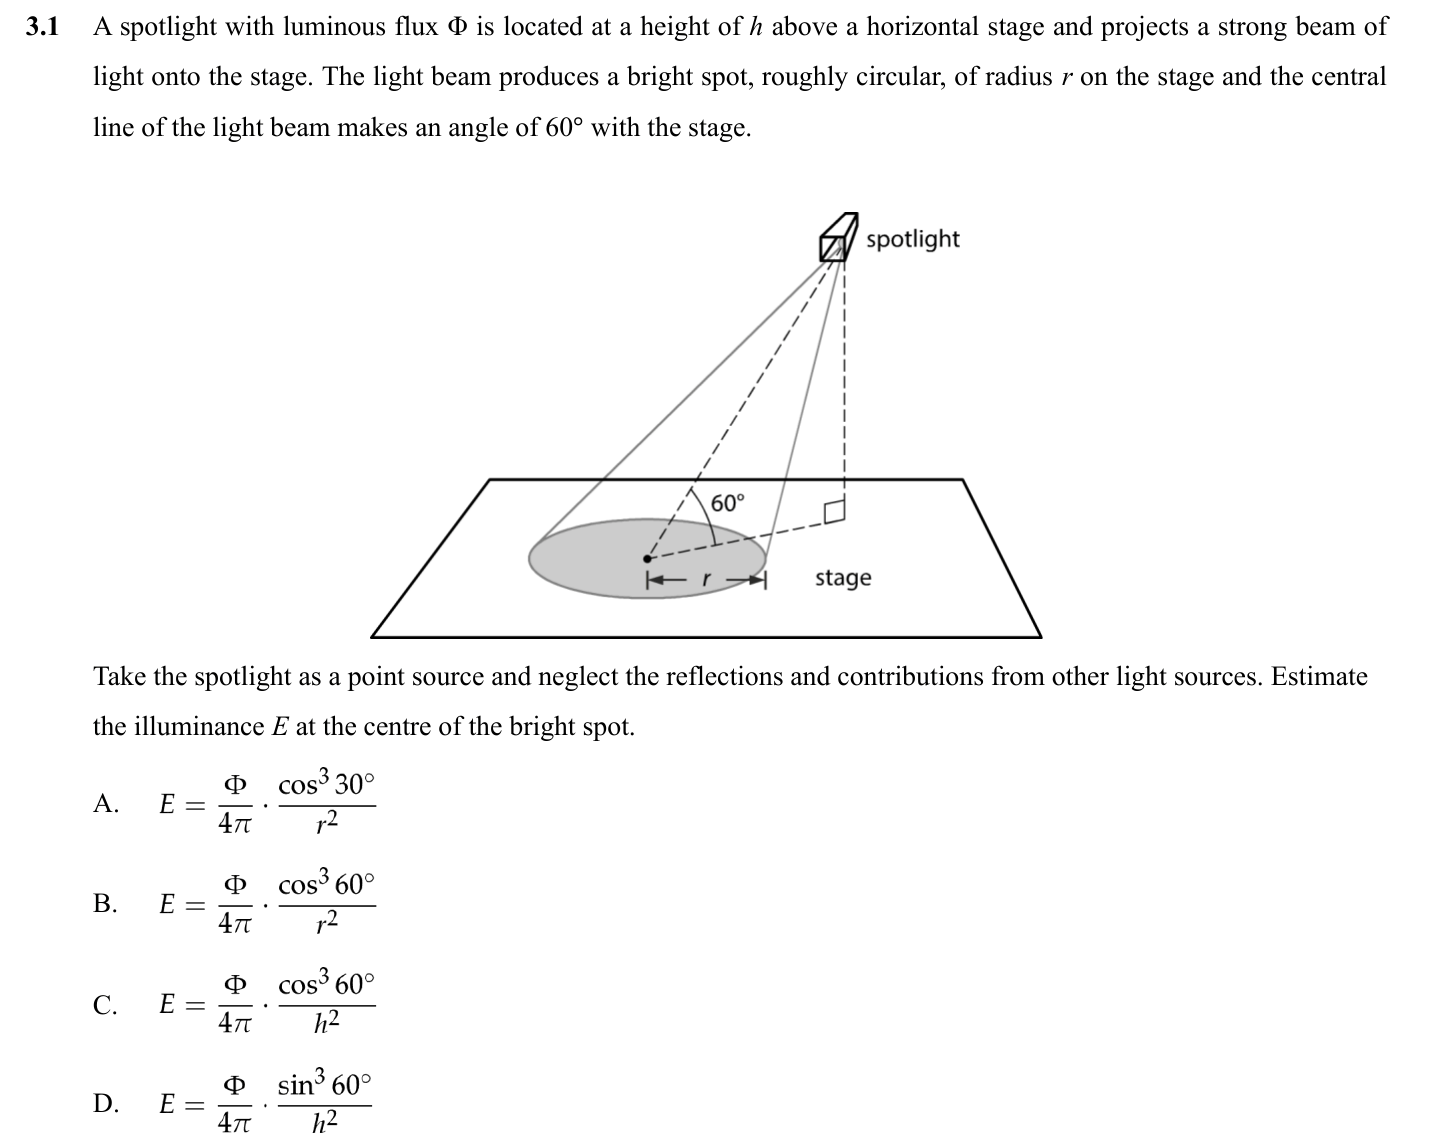 3.1 A spotlight with luminous flux Φ is located at a height of h above a horizontal stage and projects a strong beam of
light onto the stage. The light beam produces a bright spot, roughly circular, of radius r on the stage and the central
line of the light beam makes an angle of 60° with the stage.
spotlight
60°
r
stage
Take the spotlight as a point source and neglect the reflections and contributions from other light sources. Estimate
the illuminance E at the centre of the bright spot.
A. E = Φ/4π · cos³ 30°/r²
B. E = Φ/4π · cos³ 60°/r²
C. E = Φ/4π · cos³ 60°/h²
D. E = Φ/4π · sin³ 60°/h²